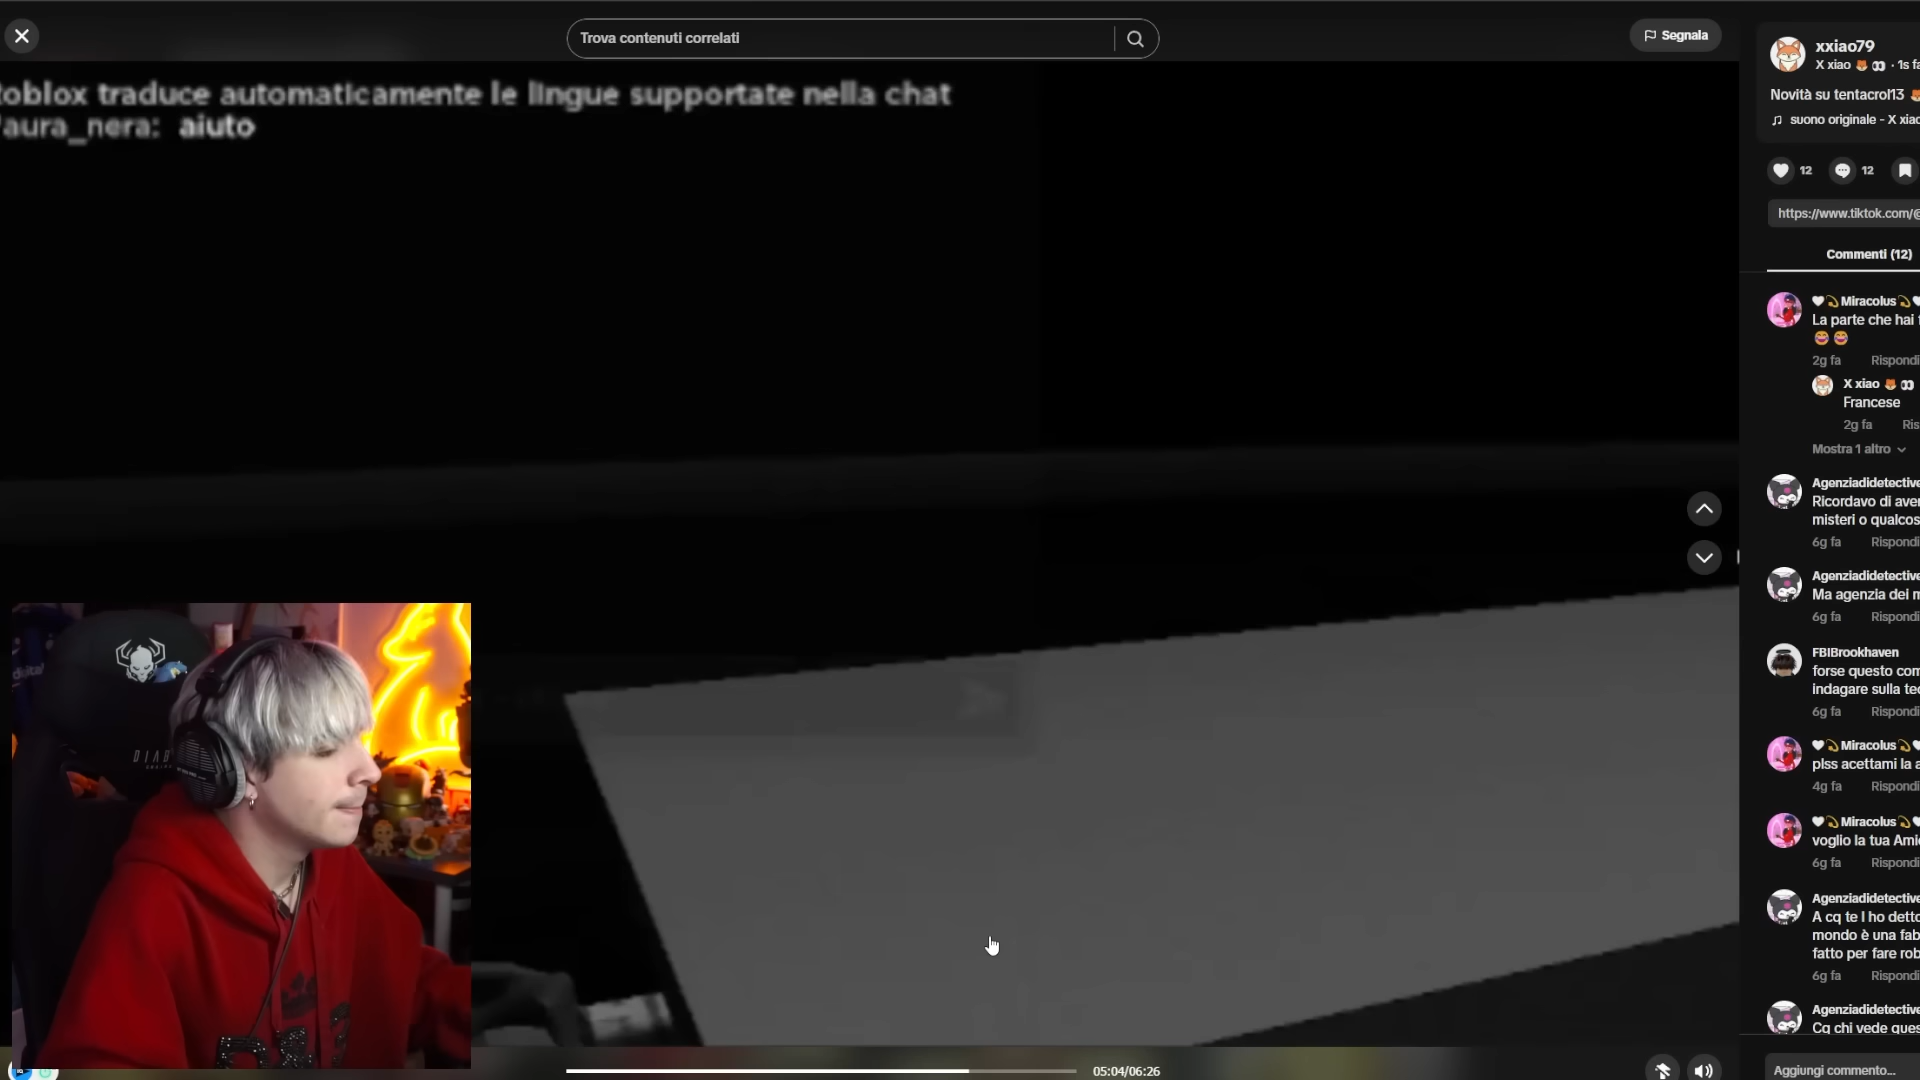 Trova contenuti correlati
Segnala
oblox traduce automaticamente le lingue supportate nella chat
aura_nera: aiuto
xxiao79
X xiao 🦊 👀 · 1s fa
Novità su tentacrol13 🦊
suono originale - X xiao
12
12
https://www.tiktok.com/@
Commenti (12)
🤍💫Miracolus💫🤍
La parte che hai
😂 😂
2g fa Rispondi
X xiao 🦊 👀
Francese
2g fa Ris
Mostra 1 altro
Agenziadidetective
Ricordavo di aver
misteri o qualcos
6g fa Rispondi
Agenziadidetective
Ma agenzia dei m
6g fa Rispondi
FBIBrookhaven
forse questo com
indagare sulla teo
6g fa Rispondi
🤍💫Miracolus💫🤍
plss acettami la a
4g fa Rispondi
🤍💫Miracolus💫🤍
voglio la tua Amic
6g fa Rispondi
Agenziadidetective
A cq te l ho detto
mondo è una fab
fatto per fare rob
6g fa Rispondi
Agenziadidetective
Cq chi vede ques
Aggiungi commento...
05:04/06:26